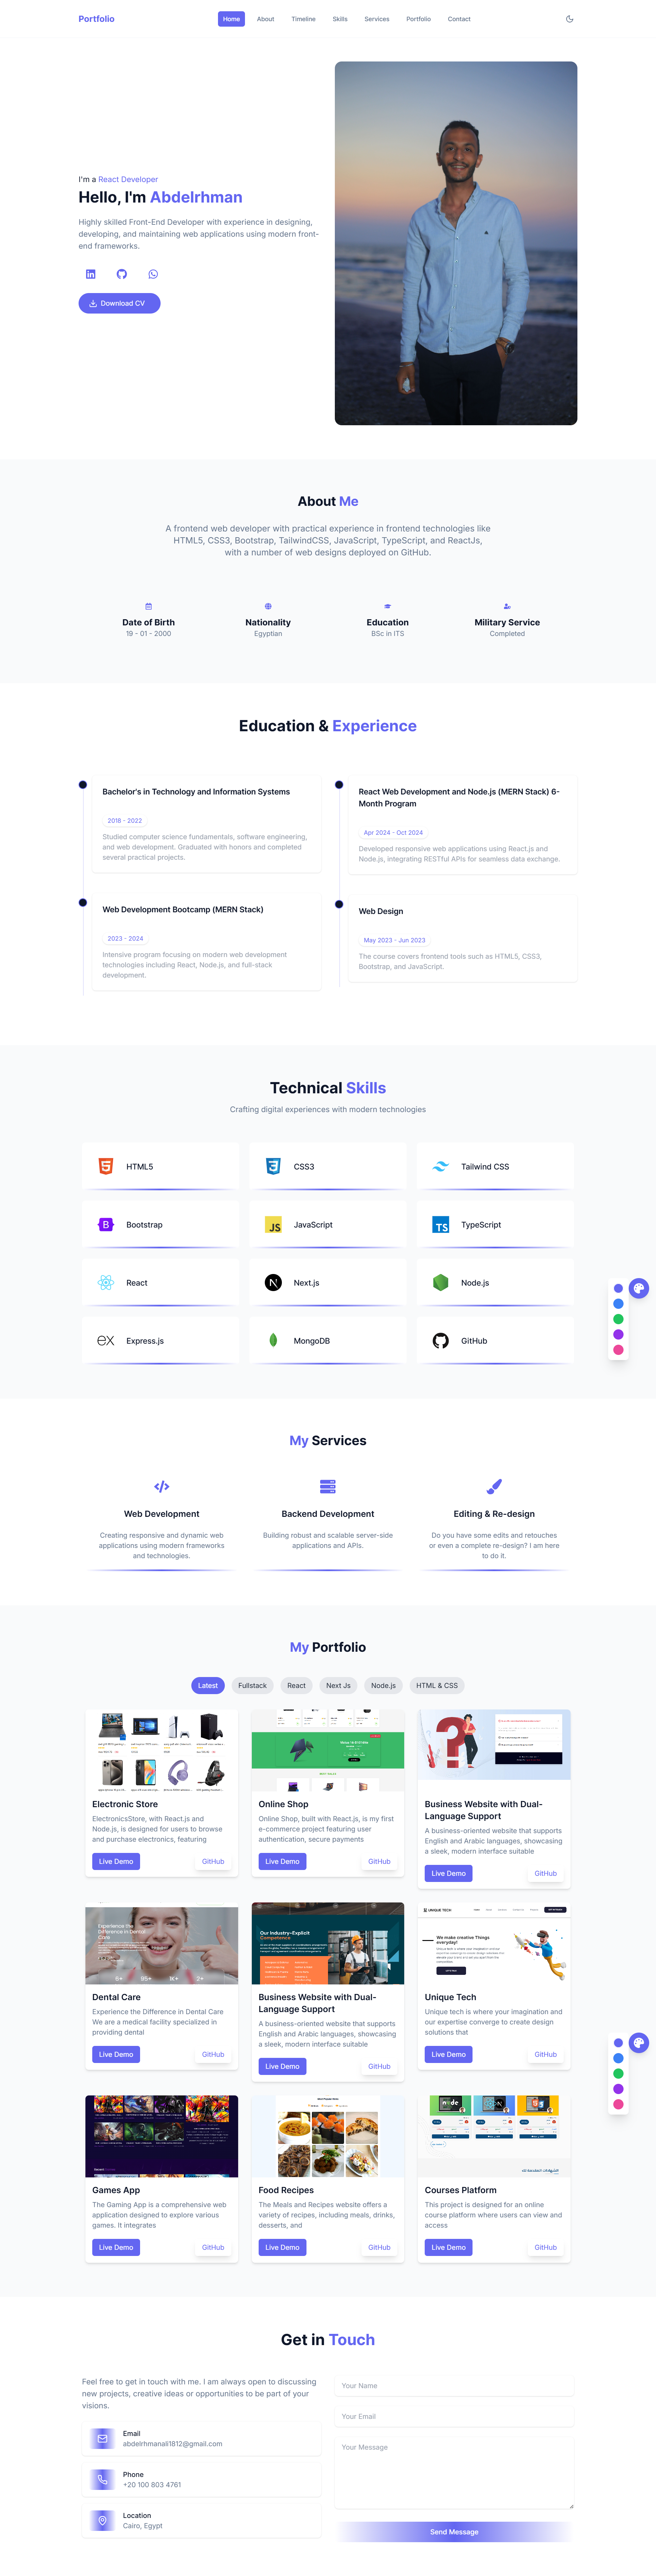 Portfolio
Home
About
Timeline
Skills
Services
Portfolio
Contact
I'm a React Developer
Hello, I'm Abdelrhman
Highly skilled Front-End Developer with experience in designing,
developing, and maintaining web applications using modern front-
end frameworks.
Download CV
About Me
A frontend web developer with practical experience in frontend technologies like
HTML5, CSS3, Bootstrap, TailwindCSS, JavaScript, TypeScript, and ReactJs,
with a number of web designs deployed on GitHub.
Date of Birth
19 - 01 - 2000
Nationality
Egyptian
Education
BSc in ITS
Military Service
Completed
Education & Experience
Bachelor's in Technology and Information Systems
2018 - 2022
Studied computer science fundamentals, software engineering,
and web development. Graduated with honors and completed
several practical projects.
Web Development Bootcamp (MERN Stack)
2023 - 2024
Intensive program focusing on modern web development
technologies including React, Node.js, and full-stack
development.
React Web Development and Node.js (MERN Stack) 6-
Month Program
Apr 2024 - Oct 2024
Developed responsive web applications using React.js and
Node.js, integrating RESTful APIs for seamless data exchange.
Web Design
May 2023 - Jun 2023
The course covers frontend tools such as HTML5, CSS3,
Bootstrap, and JavaScript.
Technical Skills
Crafting digital experiences with modern technologies
HTML5
CSS3
Tailwind CSS
Bootstrap
JS
JavaScript
TS
TypeScript
React
Next.js
Node.js
ex
Express.js
MongoDB
GitHub
My Services
Web Development
Creating responsive and dynamic web
applications using modern frameworks
and technologies.
Backend Development
Building robust and scalable server-side
applications and APIs.
Editing & Re-design
Do you have some edits and retouches
or even a complete re-design? I am here
to do it.
My Portfolio
Latest
Fullstack
React
Next Js
Node.js
HTML & CSS
Electronic Store
ElectronicsStore, with React.js and
Node.js, is designed for users to browse
and purchase electronics, featuring
Live Demo
GitHub
Online Shop
Online Shop, built with React.js, is my first
e-commerce project featuring user
authentication, secure payments
Live Demo
GitHub
Business Website with Dual-
Language Support
A business-oriented website that supports
English and Arabic languages, showcasing
a sleek, modern interface suitable
Live Demo
GitHub
Experience the
Difference in Dental
Care
Dental Care
Experience the Difference in Dental Care
We are a medical facility specialized in
providing dental
Live Demo
GitHub
Our Industry-Explicit
Competence
Business Website with Dual-
Language Support
A business-oriented website that supports
English and Arabic languages, showcasing
a sleek, modern interface suitable
Live Demo
GitHub
UNIQUE TECH
We make creative Things
everyday!
Unique Tech
Unique tech is where your imagination and
our expertise converge to create design
solutions that
Live Demo
GitHub
Games App
The Gaming App is a comprehensive web
application designed to explore various
games. It integrates
Live Demo
GitHub
Food Recipes
The Meals and Recipes website offers a
variety of recipes, including meals, drinks,
desserts, and
Live Demo
GitHub
node
Courses Platform
This project is designed for an online
course platform where users can view and
access
Live Demo
GitHub
Get in Touch
Feel free to get in touch with me. I am always open to discussing
new projects, creative ideas or opportunities to be part of your
visions.
Email
abdelrhmanali1812@gmail.com
Phone
+20 100 803 4761
Location
Cairo, Egypt
Your Name
Your Email
Your Message
Send Message